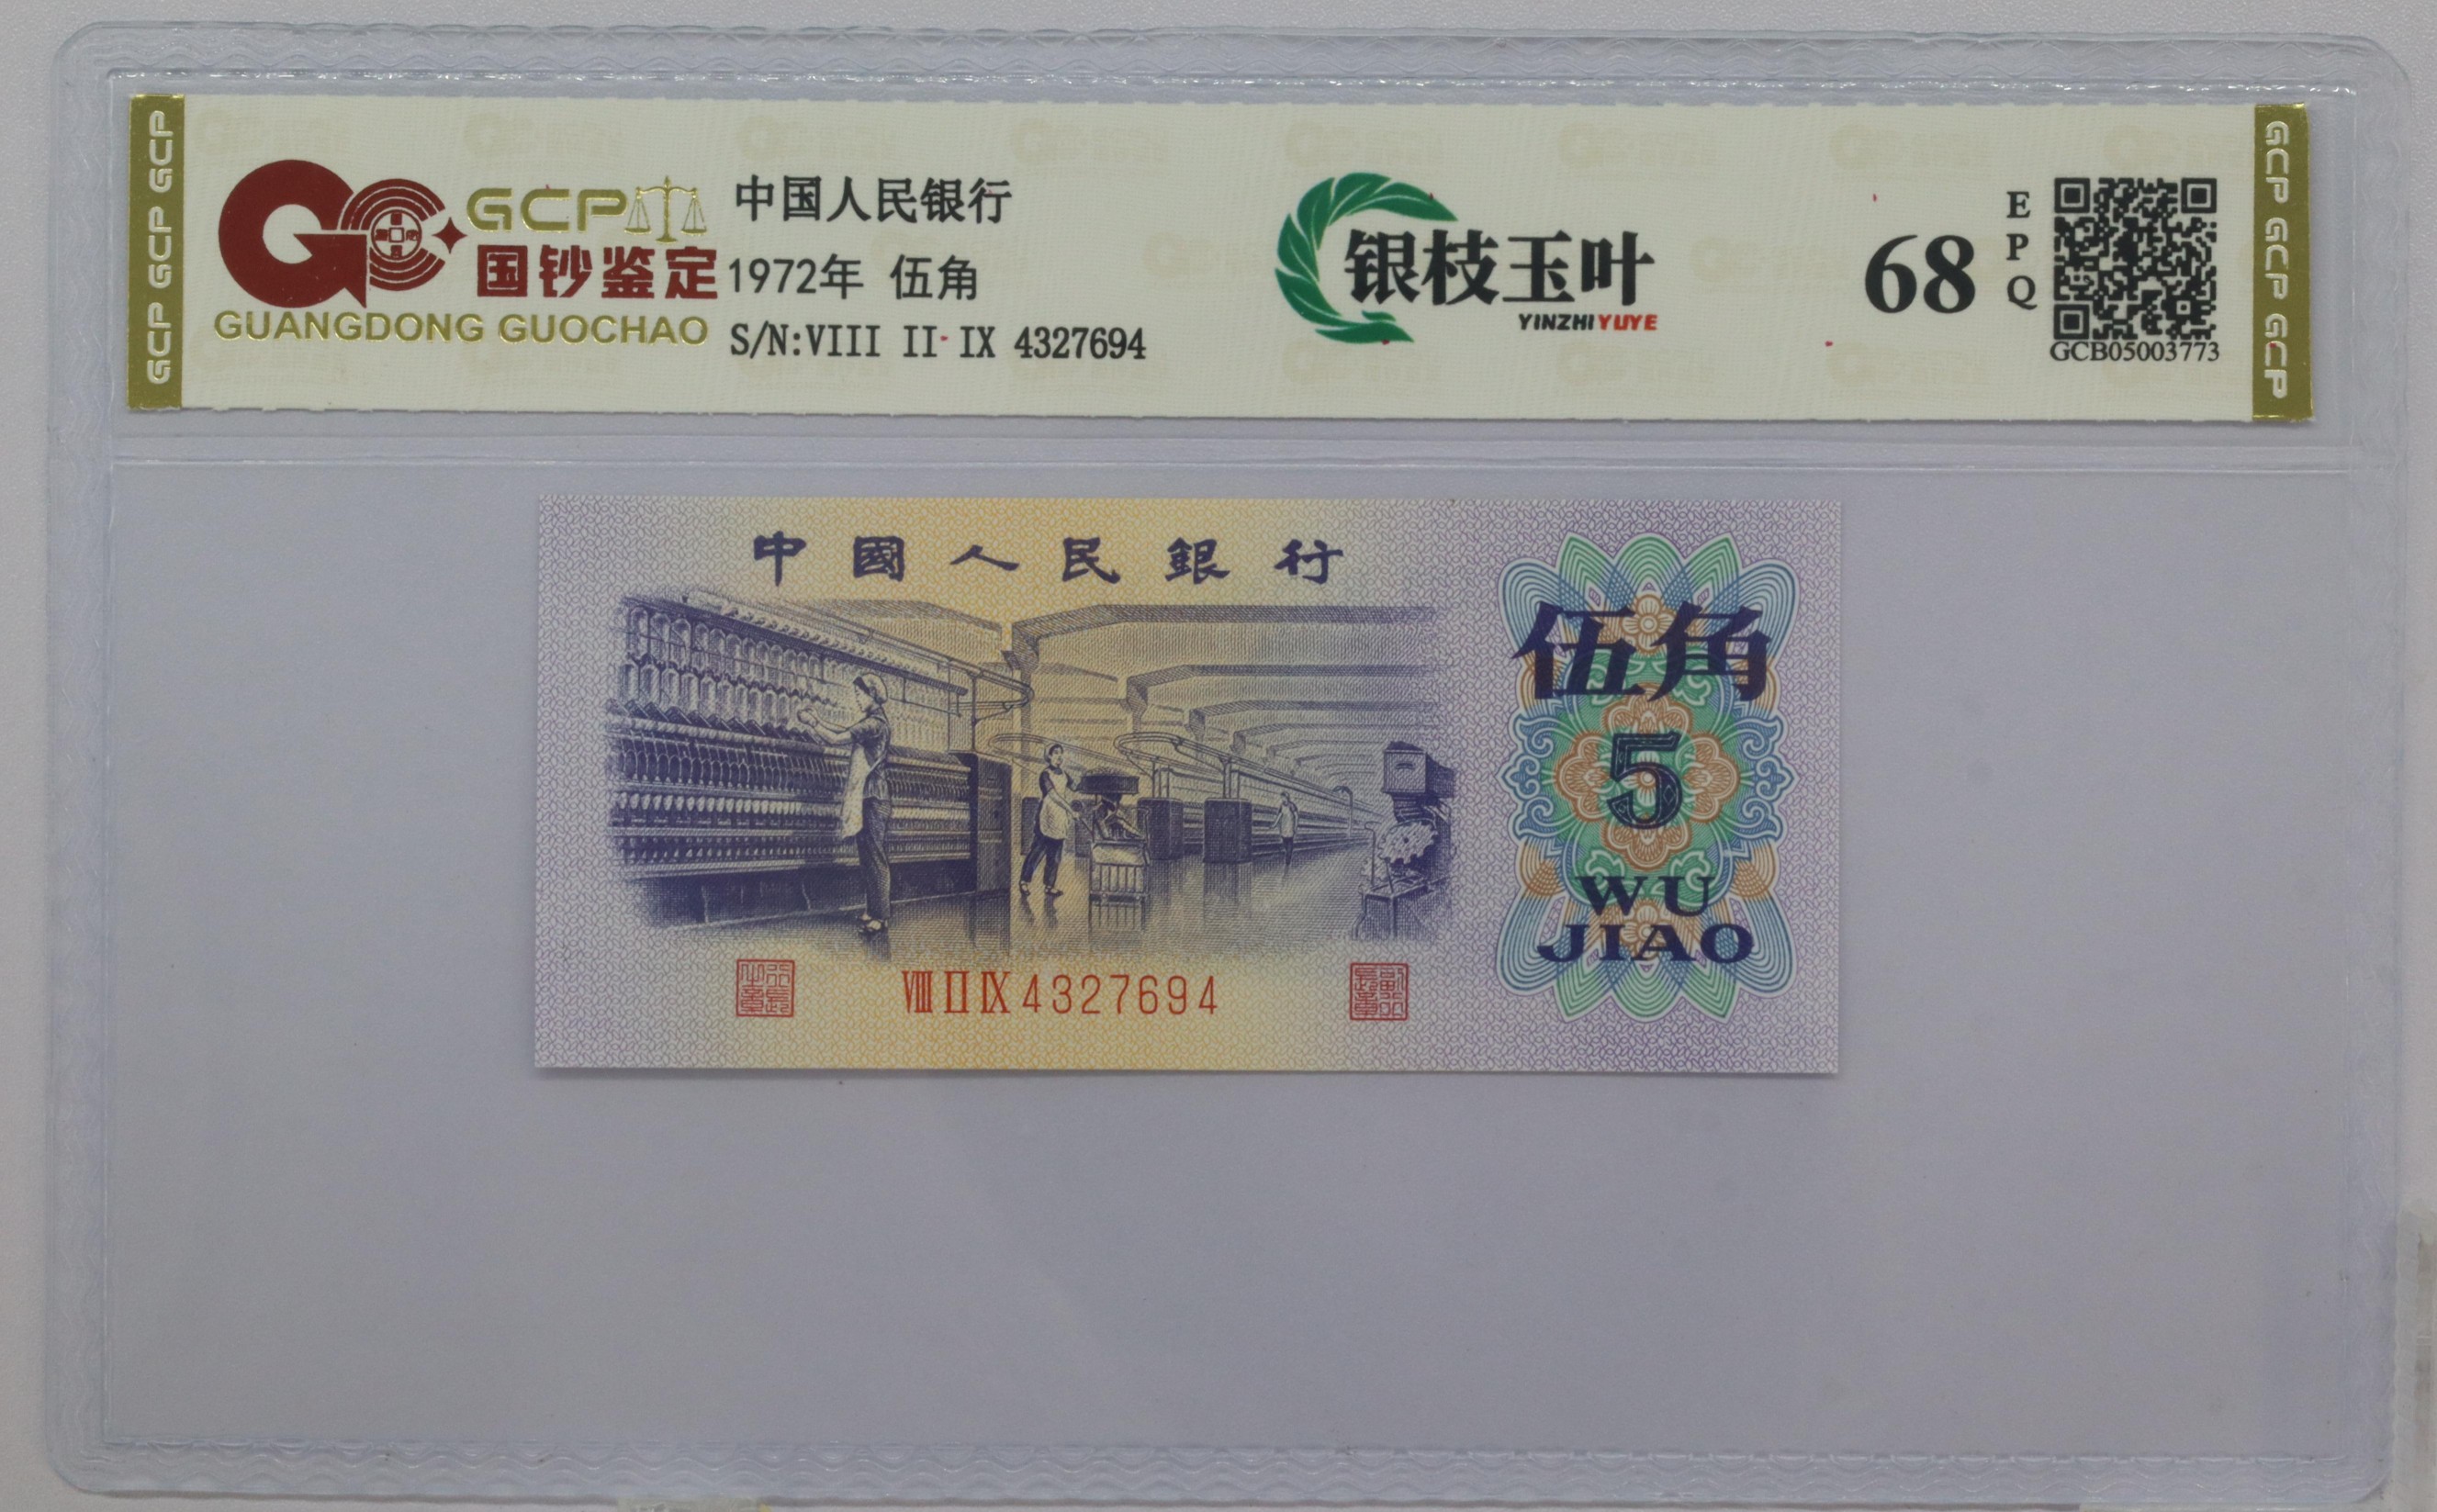 GCP GCP GCP
GCP
国钞鉴定
GUANGDONG GUOCHAO
中国人民银行
1972年 伍角
S/N:VIII II IX 4327694
银枝玉叶
YINZHIYUYE
68
EPQ
GCB05003773
GCP GCP GCP
中國人民銀行
伍角
5
WU
JIAO
VIII II IX 4327694